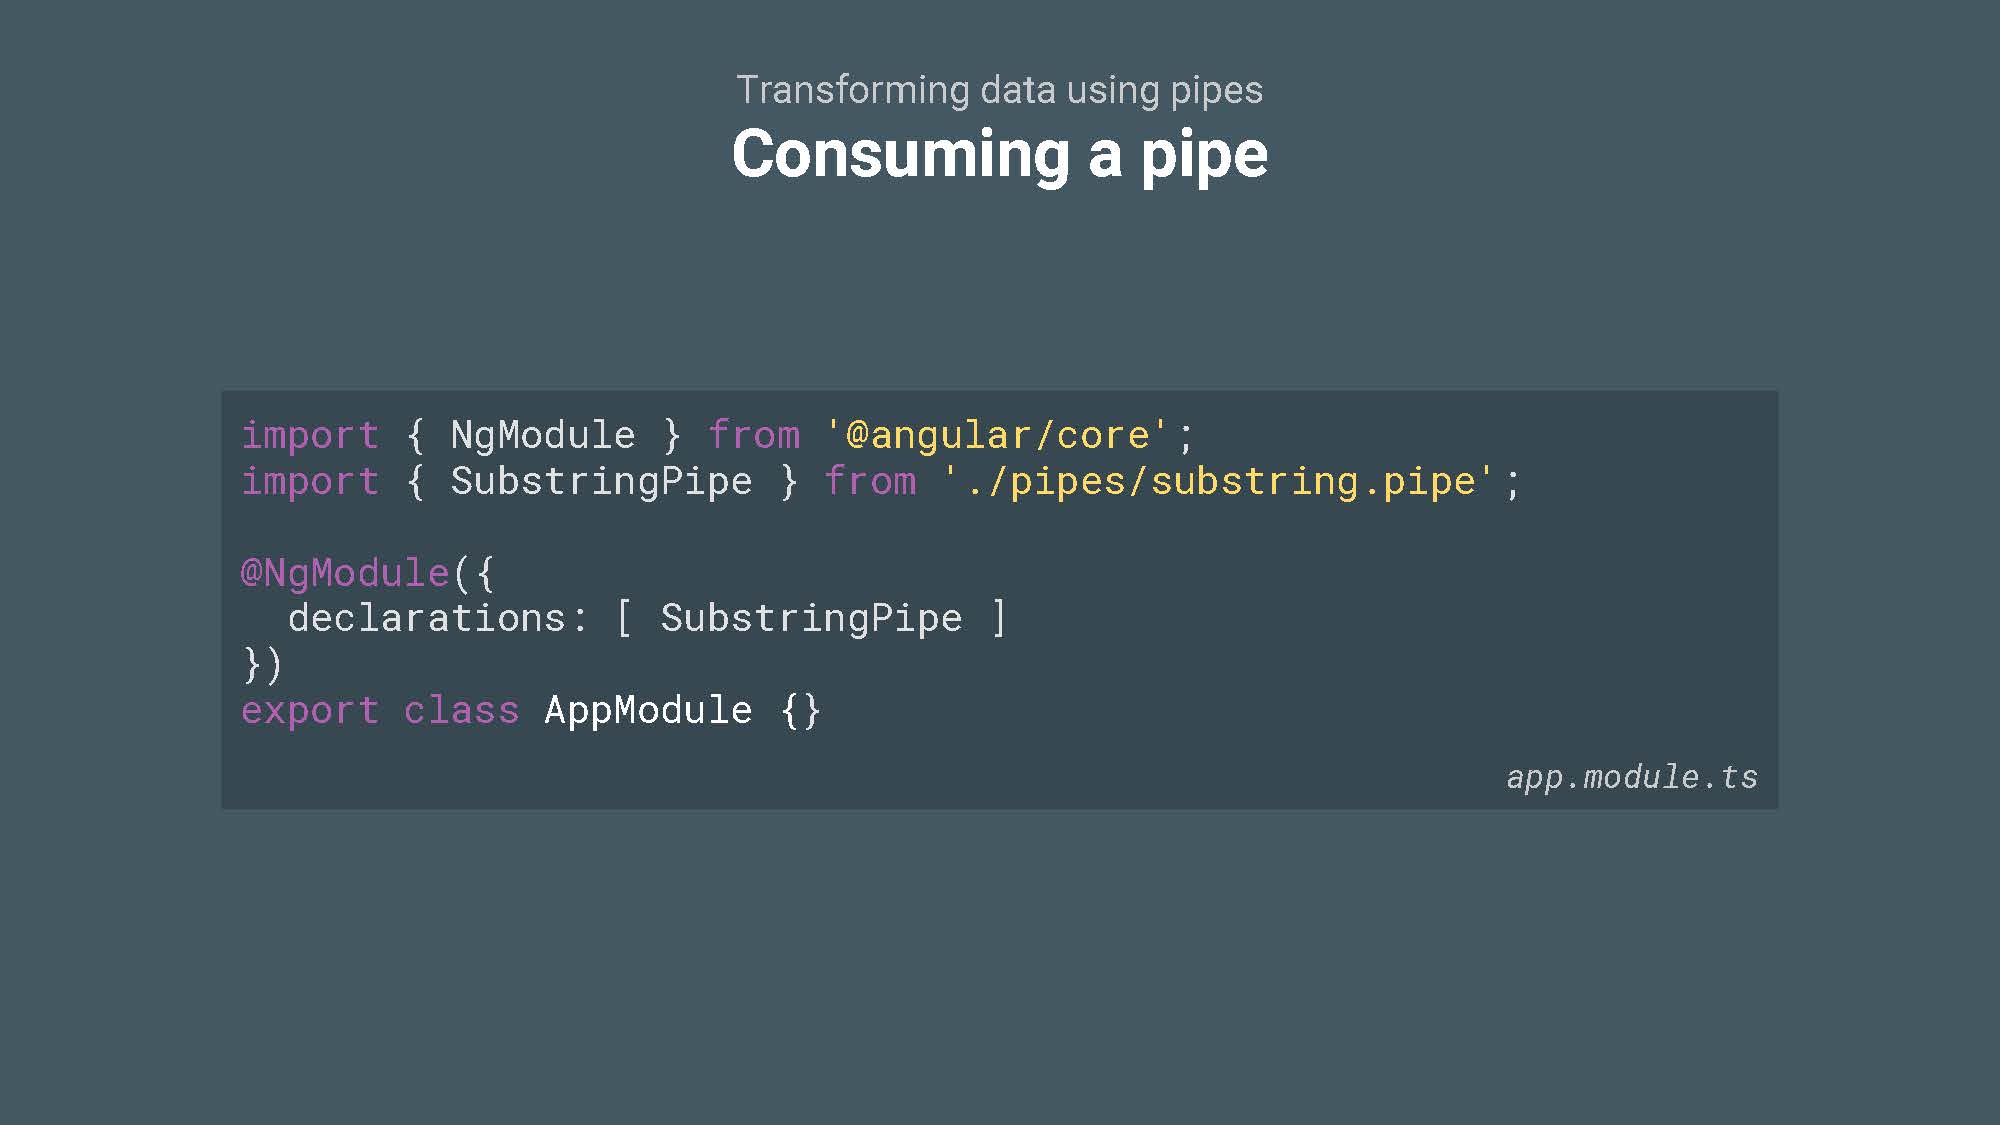 Transforming data using pipes
Consuming a pipe
import { NgModule } from '@angular/core';
import { SubstringPipe } from './pipes/substring.pipe';
@NgModule({
  declarations: [ SubstringPipe ]
})
export class AppModule {}
app.module.ts